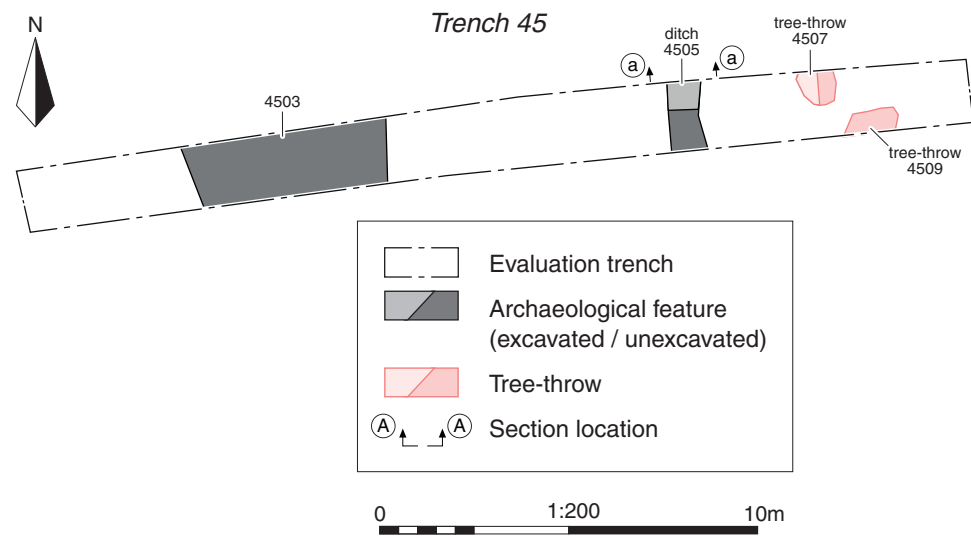 Trench 45
N
4503
a
ditch
4505
a
tree-throw
4507
tree-throw
4509
Evaluation trench
Archaeological feature
(excavated / unexcavated)
Tree-throw
A A Section location
0 1:200 10m